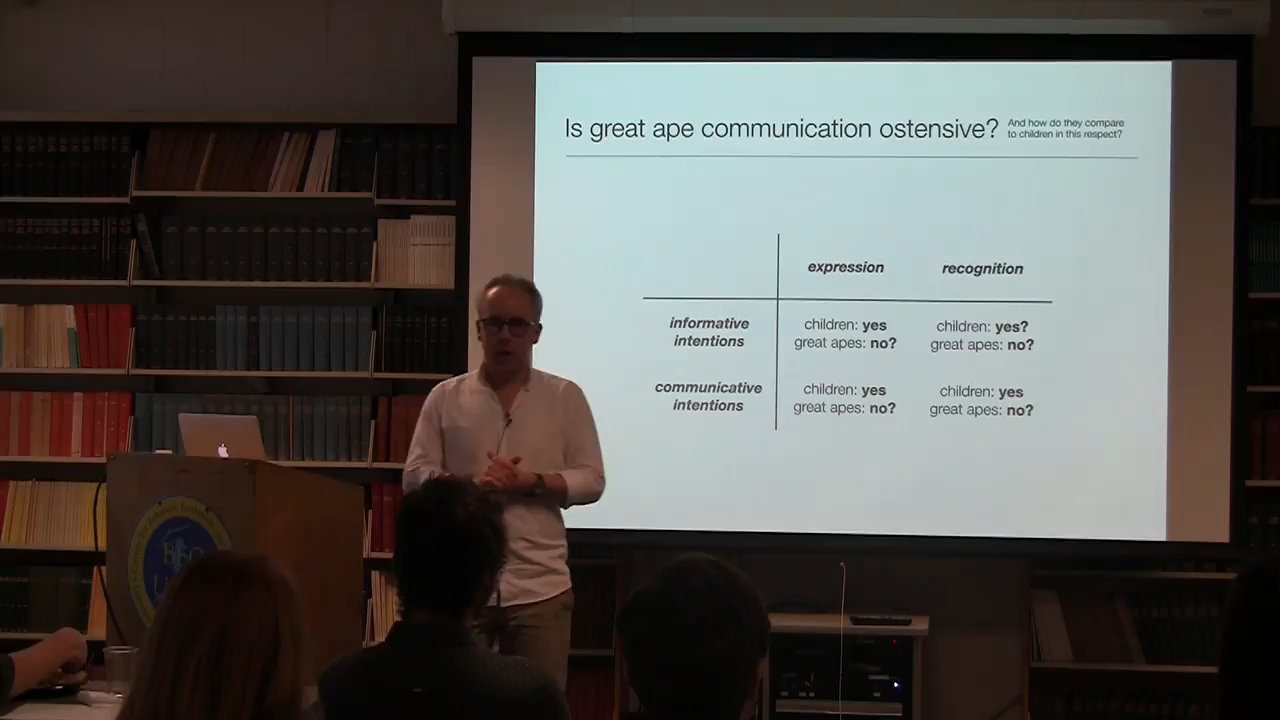 Is great ape communication ostensive?
And how do they compare
to children in this respect?
expression
recognition
informative
intentions
children: yes
great apes: no?
children: yes?
great apes: no?
communicative
intentions
children: yes
great apes: no?
children: yes
great apes: no?